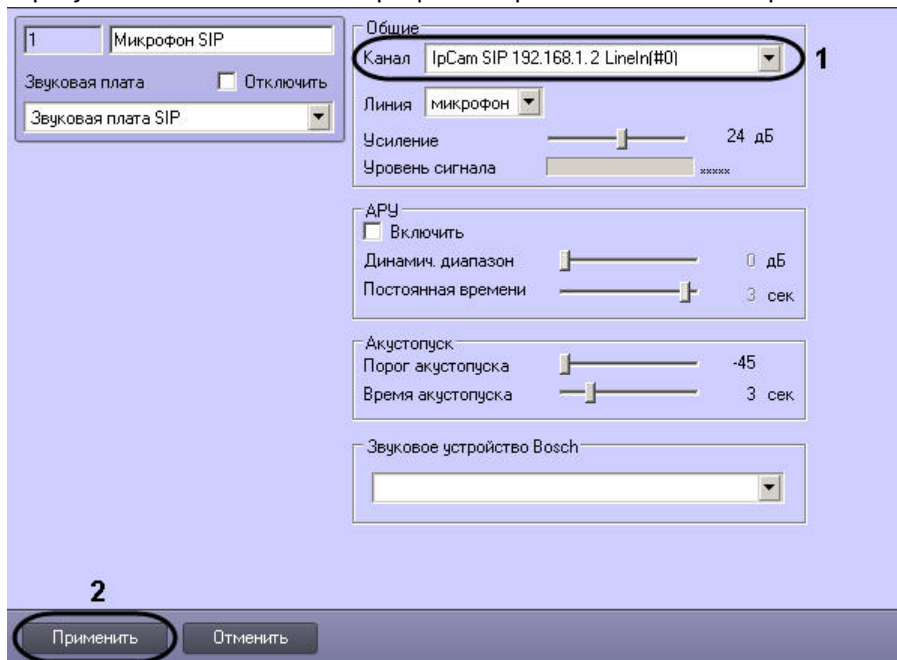 1 Микрофон SIP
Звуковая плата Отключить
Звуковая плата SIP
Общие
Канал IpCam SIP 192.168.1.2 LineIn(#0) 1
Линия микрофон
Усиление 24 дБ
Уровень сигнала xxxxx
АРУ
Включить
Динамич. диапазон 0 дБ
Постоянная времени 3 сек
Акустопуск
Порог акустопуска -45
Время акустопуска 3 сек
Звуковое устройство Bosch
2
Применить Отменить